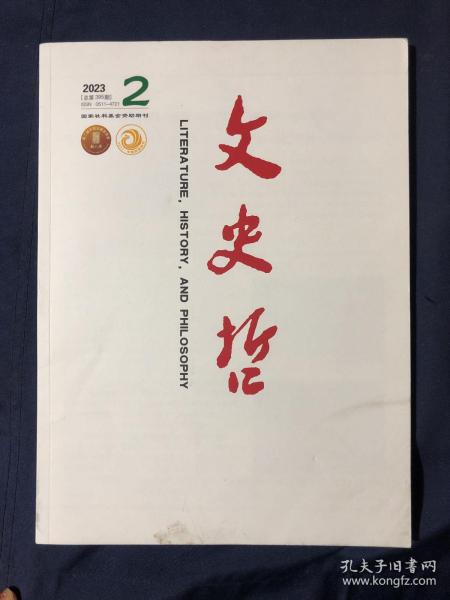 2023
2
[总第395期]
ISSN 0511-4721
国家社科基金资助期刊
文史哲
LITERATURE, HISTORY, AND PHILOSOPHY
孔夫子旧书网
www.kongfz.com